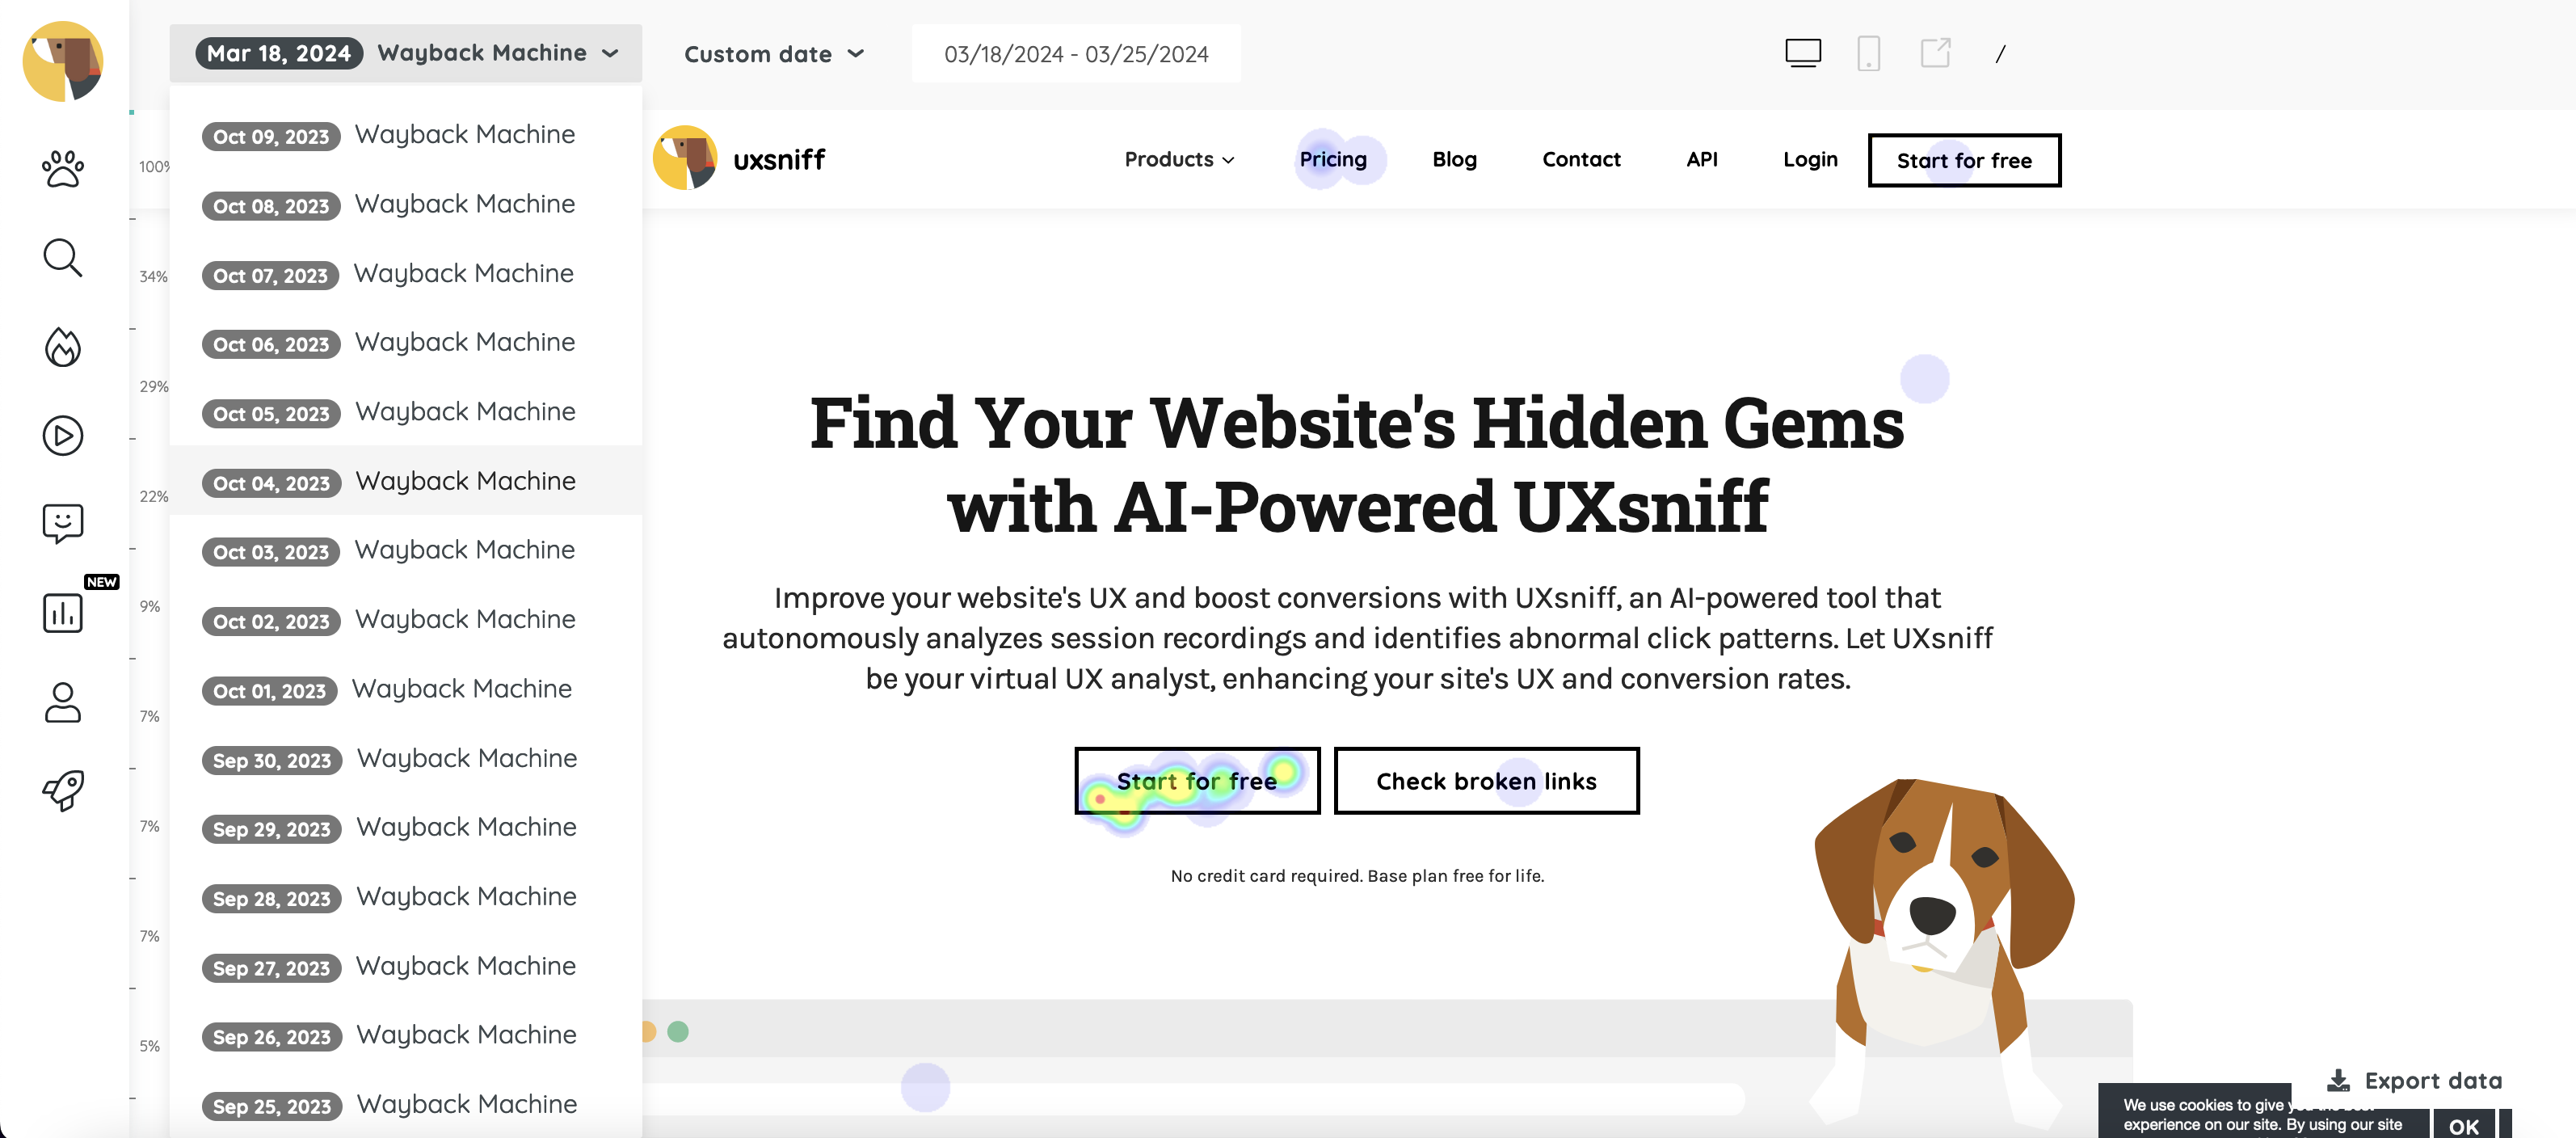 Mar 18, 2024 Wayback Machine
Custom date
03/18/2024 - 03/25/2024
/
Oct 09, 2023 Wayback Machine
Oct 08, 2023 Wayback Machine
Oct 07, 2023 Wayback Machine
Oct 06, 2023 Wayback Machine
Oct 05, 2023 Wayback Machine
Oct 04, 2023 Wayback Machine
Oct 03, 2023 Wayback Machine
Oct 02, 2023 Wayback Machine
Oct 01, 2023 Wayback Machine
Sep 30, 2023 Wayback Machine
Sep 29, 2023 Wayback Machine
Sep 28, 2023 Wayback Machine
Sep 27, 2023 Wayback Machine
Sep 26, 2023 Wayback Machine
Sep 25, 2023 Wayback Machine
NEW
100%
34%
29%
22%
9%
7%
7%
7%
5%
uxsniff
Products
Pricing
Blog
Contact
API
Login
Start for free
Find Your Website's Hidden Gems
with AI-Powered UXsniff
Improve your website's UX and boost conversions with UXsniff, an AI-powered tool that
autonomously analyzes session recordings and identifies abnormal click patterns. Let UXsniff
be your virtual UX analyst, enhancing your site's UX and conversion rates.
Start for free
Check broken links
No credit card required. Base plan free for life.
Export data
We use cookies to give you the best
experience on our site. By using our site
OK